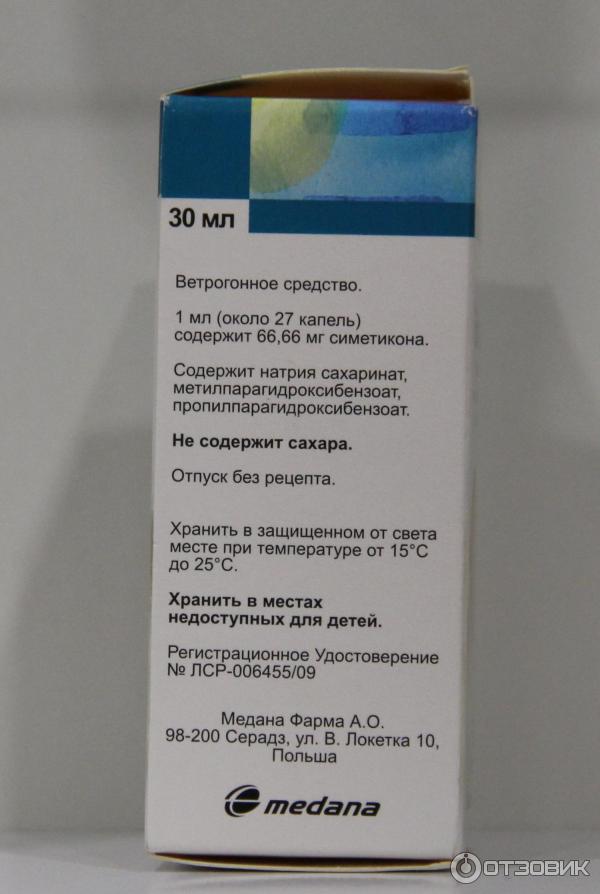 30 мл
Ветрогонное средство.
1 мл (около 27 капель)
содержит 66,66 мг симетикона.
Содержит натрия сахаринат,
метилпарагидроксибензоат,
пропилпарагидроксибензоат.
Не содержит сахара.
Отпуск без рецепта.
Хранить в защищенном от света
месте при температуре от 15°С
до 25°С.
Хранить в местах
недоступных для детей.
Регистрационное Удостоверение
№ ЛСР-006455/09
Медана Фарма А.О.
98-200 Серадз, ул. В. Локетка 10,
Польша
medana
ОТЗОВИК